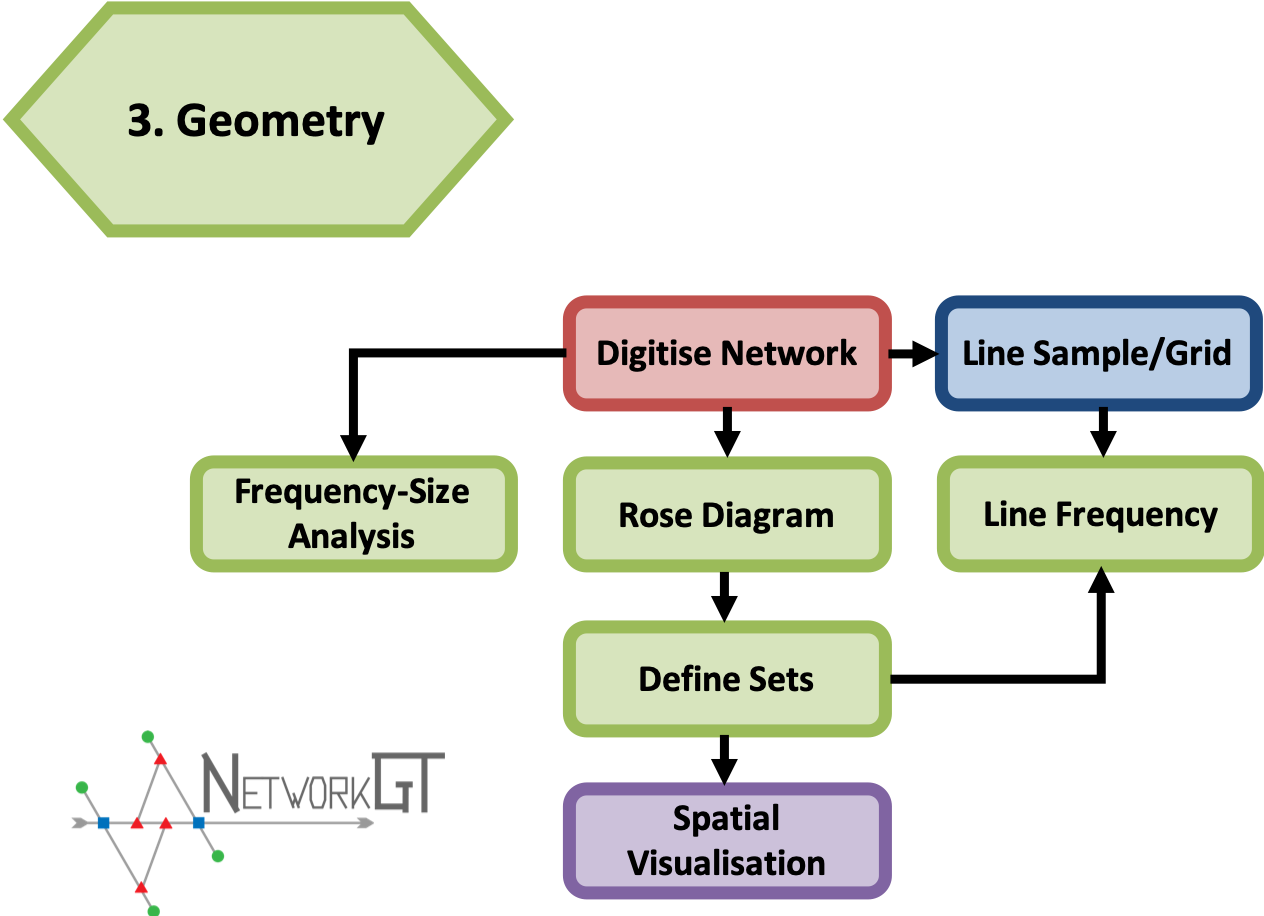 3. Geometry
Digitise Network
Line Sample/Grid
Frequency-Size
Analysis
Rose Diagram
Line Frequency
Define Sets
Spatial
Visualisation
NETWORKGT